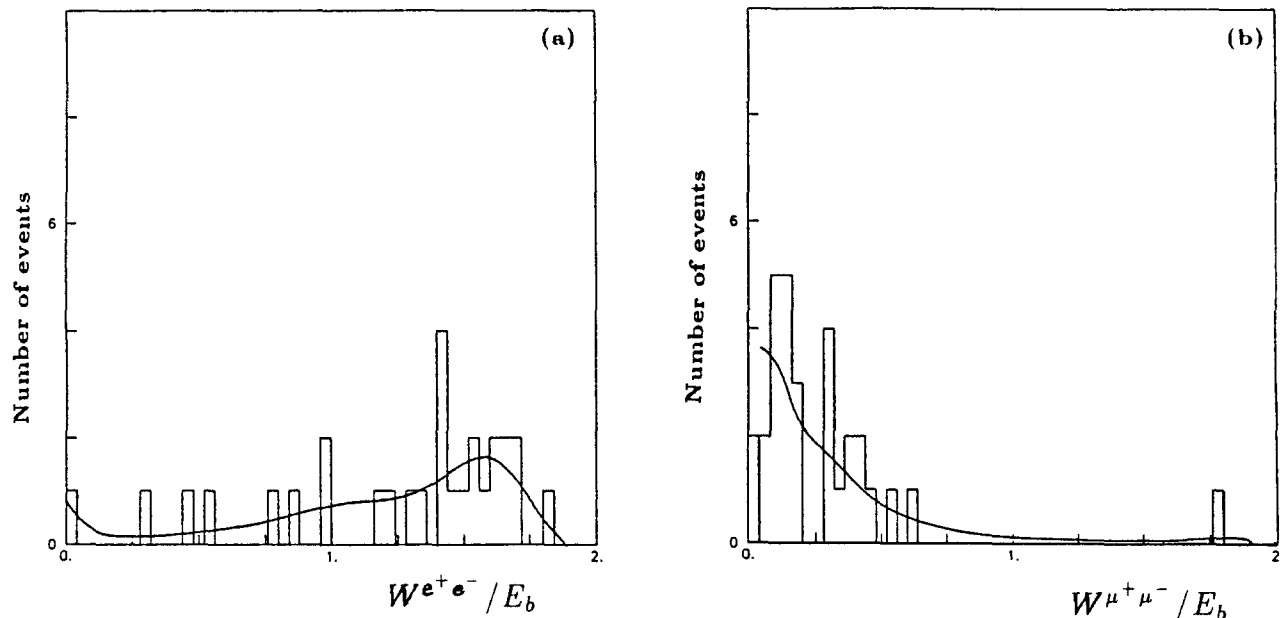 (a)
Number of events
6
0
0. 1. 2.
W^{e^+ e^-} / E_b
(b)
Number of events
6
0
0. 1. 2
W^{μ^+ μ^-} / E_b